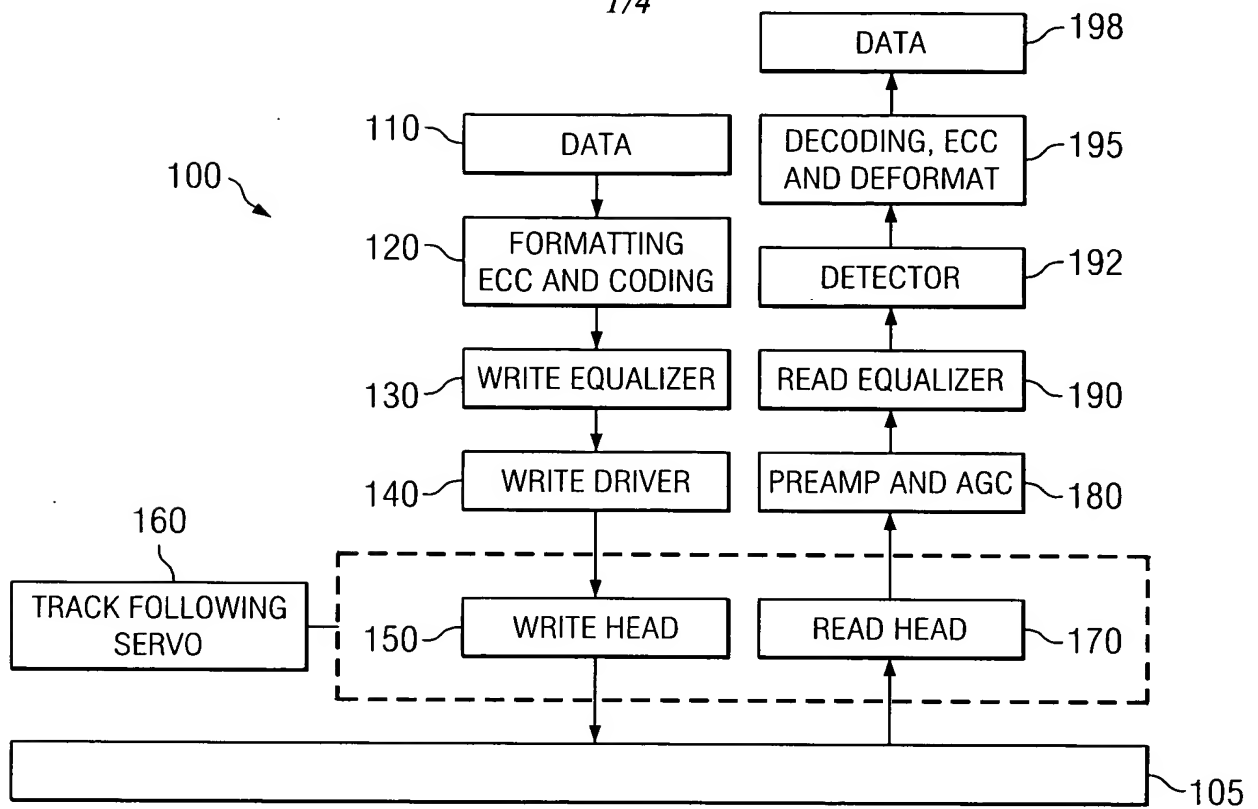 1/4
DATA
198
110
DATA
DECODING, ECC
AND DEFORMAT
195
100
120
FORMATTING
ECC AND CODING
DETECTOR
192
130
WRITE EQUALIZER
READ EQUALIZER
190
140
WRITE DRIVER
PREAMP AND AGC
180
160
TRACK FOLLOWING
SERVO
150
WRITE HEAD
READ HEAD
170
105